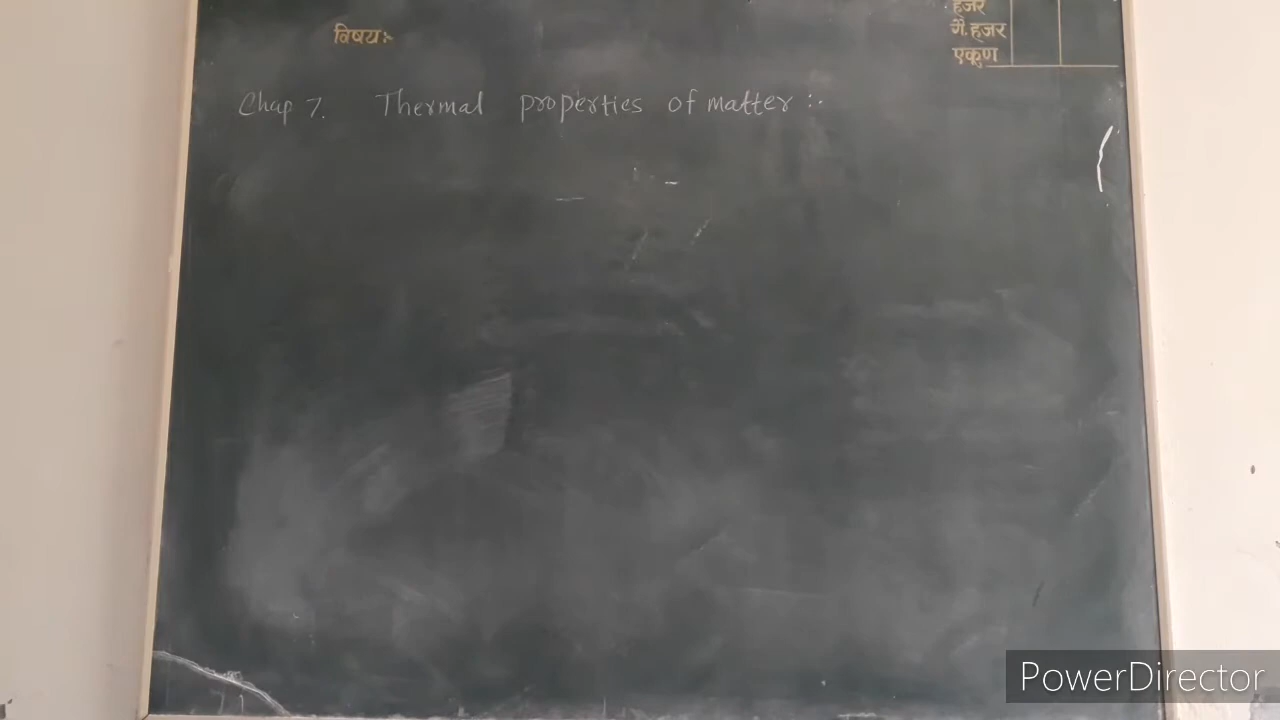 विषय:-
हजर
गै.हजर
एकुण
Chap 7. Thermal properties of matter :-
PowerDirector